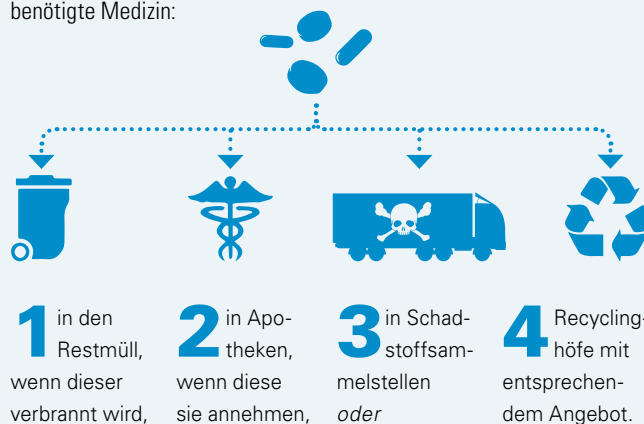 benötigte Medizin:
1 in den
Restmüll,
wenn dieser
verbrannt wird,
2 in Apo-
theken,
wenn diese
sie annehmen,
3 in Schad-
stoffsam-
melstellen
oder
4 Recycling-
höfe mit
entsprechen-
dem Angebot.